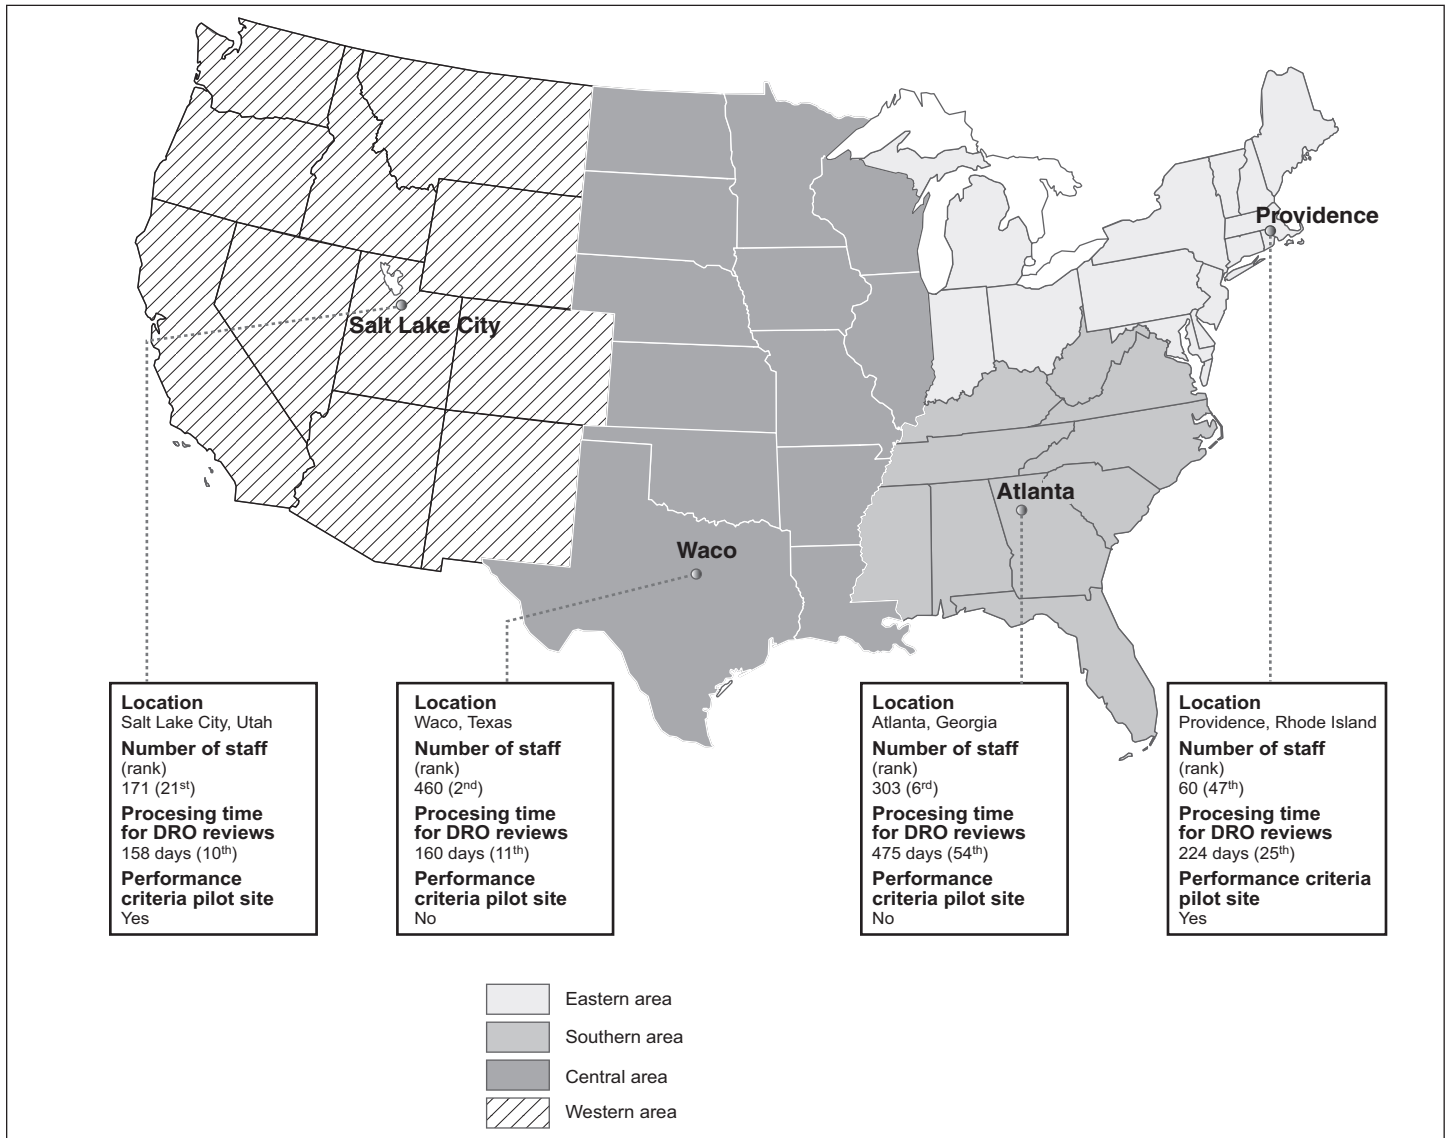 Providence
Salt Lake City
Atlanta
Waco
Location
Salt Lake City, Utah
Number of staff
(rank)
171 (21st)
Procesing time
for DRO reviews
158 days (10th)
Performance
criteria pilot site
Yes
Location
Waco, Texas
Number of staff
(rank)
460 (2nd)
Procesing time
for DRO reviews
160 days (11th)
Performance
criteria pilot site
No
Location
Atlanta, Georgia
Number of staff
(rank)
303 (6rd)
Procesing time
for DRO reviews
475 days (54th)
Performance
criteria pilot site
No
Location
Providence, Rhode Island
Number of staff
(rank)
60 (47th)
Procesing time
for DRO reviews
224 days (25th)
Performance criteria
pilot site
Yes
Eastern area
Southern area
Central area
Western area